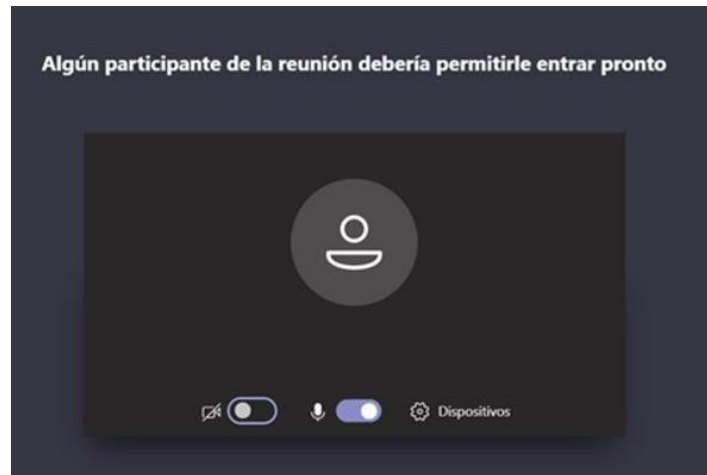 Algún participante de la reunión debería permitirle entrar pronto
Dispositivos